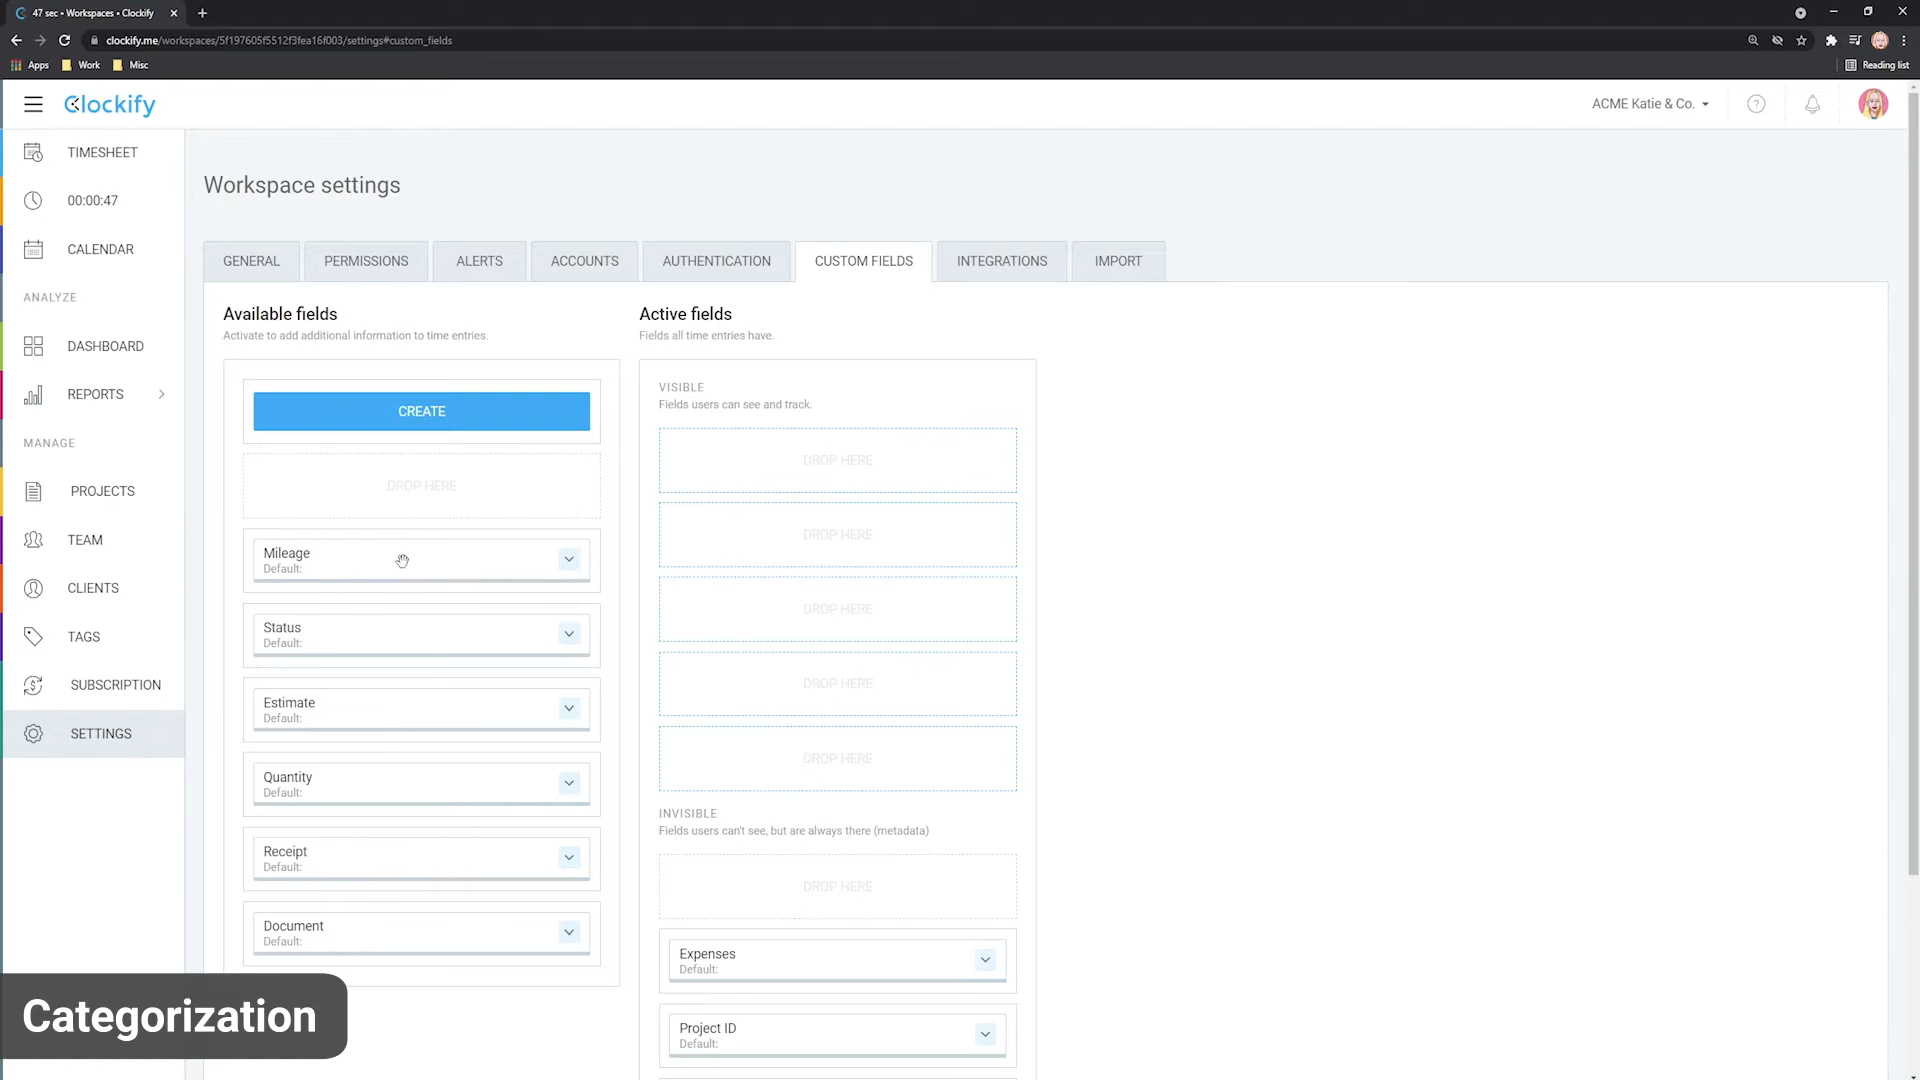 47 sec • Workspaces • Clockify
clockify.me/workspaces/5f197605f5512f3fea16f003/settings#custom_fields
Apps
Work
Misc
Reading list
Clockify
ACME Katie & Co.
TIMESHEET
00:00:47
CALENDAR
ANALYZE
DASHBOARD
REPORTS
MANAGE
PROJECTS
TEAM
CLIENTS
TAGS
SUBSCRIPTION
SETTINGS
Workspace settings
GENERAL
PERMISSIONS
ALERTS
ACCOUNTS
AUTHENTICATION
CUSTOM FIELDS
INTEGRATIONS
IMPORT
Available fields
Activate to add additional information to time entries.
CREATE
DROP HERE
Mileage
Default:
Status
Default:
Estimate
Default:
Quantity
Default:
Receipt
Default:
Document
Default:
Active fields
Fields all time entries have.
VISIBLE
Fields users can see and track.
DROP HERE
DROP HERE
DROP HERE
DROP HERE
DROP HERE
INVISIBLE
Fields users can't see, but are always there (metadata)
DROP HERE
Expenses
Default:
Project ID
Default:
Categorization